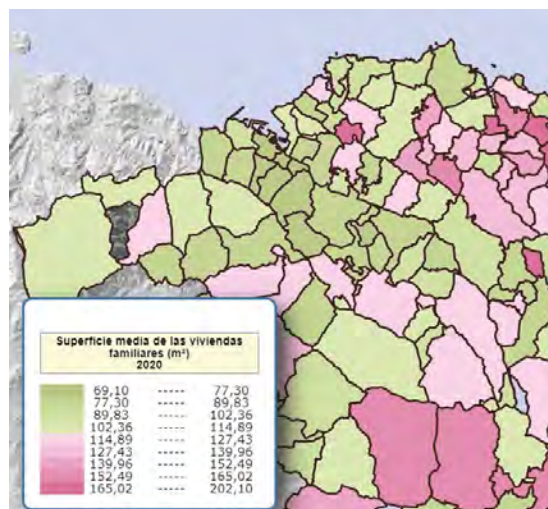 Superficie media de las viviendas
familiares (m²)
2020
69,10 ----- 77,30
77,30 ----- 89,83
89,83 ----- 102,36
102,36 ----- 114,89
114,89 ----- 127,43
127,43 ----- 139,96
139,96 ----- 152,49
152,49 ----- 165,02
165,02 ----- 202,10